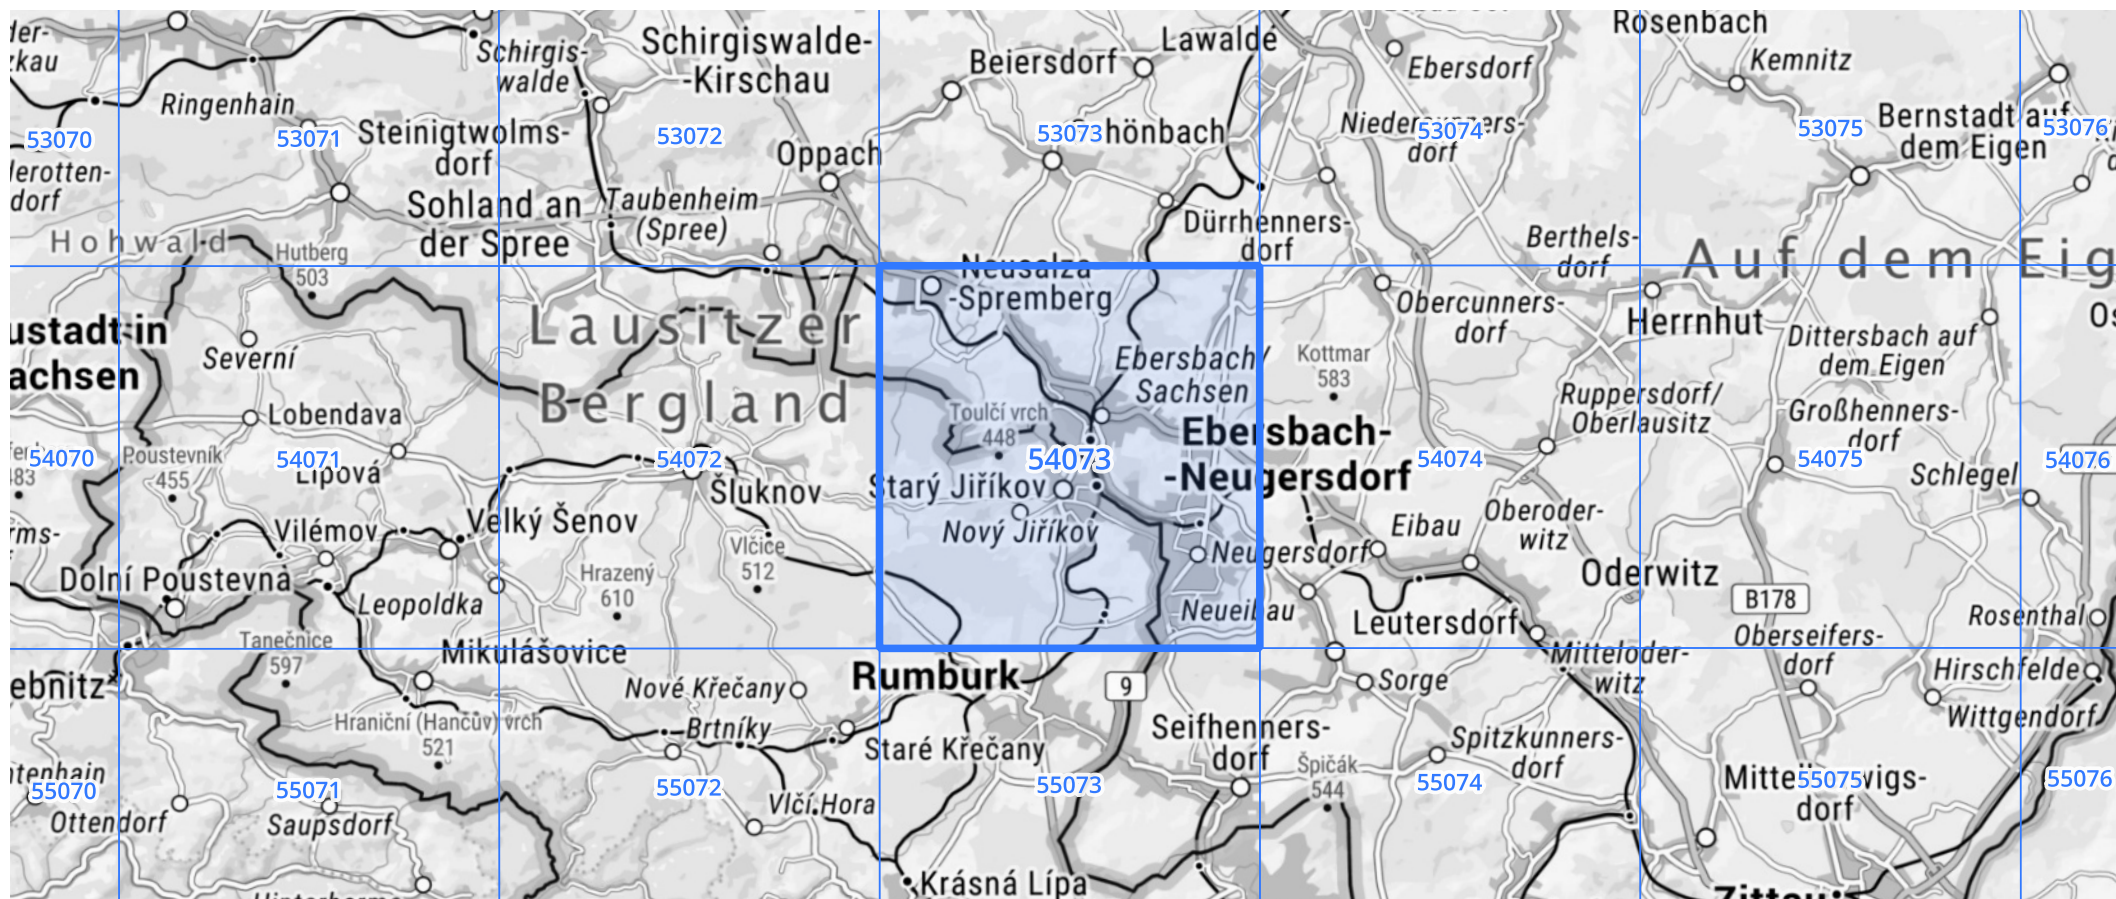 Schirgis-
walde
Schirgiswalde-
-Kirschau
Beiersdorf
Lawalde
Ebersdorf
Rosenbach
Kemnitz
Ringenhain
53070
53071
53072
53073
53074
53075
53076
Steinigtwolms-
dorf
Oppach
Bernstadt auf
dem Eigen
Sohland an
der Spree
Taubenheim
(Spree)
Dürrhenners-
dorf
Berthels-
dorf
Hohwald
Hutberg
503
Auf dem Eig
Neusalza-
-Spremberg
Lausitzer
Bergland
Obercunners-
dorf
Herrnhut
Dittersbach auf
dem Eigen
Severní
Ebersbach/
Sachsen
Kottmar
583
Ruppersdorf/
Oberlausitz
Großhenners-
dorf
Lobendava
Toulčí vrch
448
Ebersbach-
-Neugersdorf
Poustevník
455
54070
54071
54072
54073
54074
54075
54076
Lipová
Šluknov
Starý Jiříkov
Nový Jiříkov
Schlegel
Vilémov
Velký Šenov
Eibau
Oberoder-
witz
Vlčice
512
Neugersdorf
Dolní Poustevna
Leopoldka
Hrazený
610
Neueibau
Leutersdorf
Oderwitz
B178
Rosenthal
Tanečnice
597
Mikulášovice
Oberseifers-
dorf
Mitteloder-
witz
Hirschfelde
Nové Křečany
Rumburk
9
Sorge
Wittgendorf
Hraniční (Hančův) vrch
521
Brtníky
Staré Křečany
Seifhenners-
dorf
Spitzkunners-
dorf
Špičák
544
55070
55071
55072
55073
55074
55075
55076
Ottendorf
Saupsdorf
Vlčí Hora
Krásná Lípa